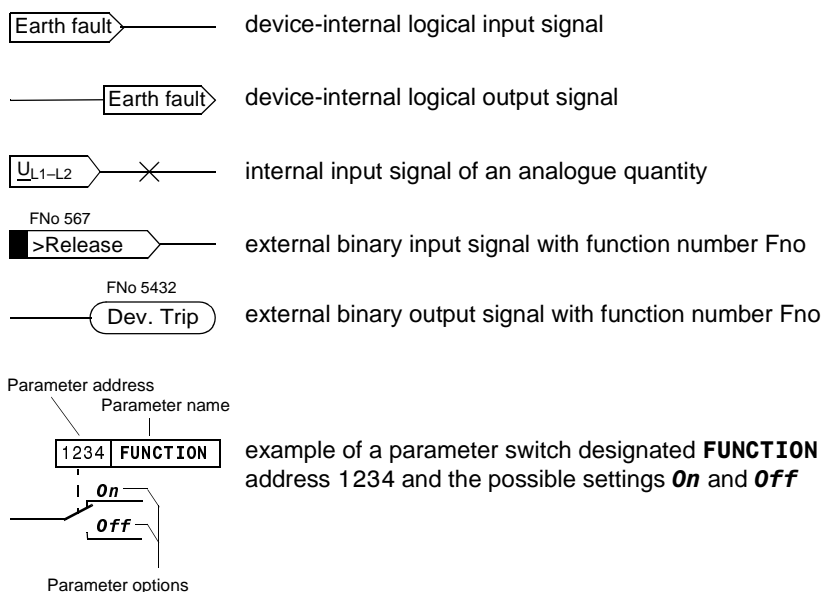 Earth fault device-internal logical input signal
Earth fault device-internal logical output signal
UL1–L2 internal input signal of an analogue quantity
FNo 567
>Release external binary input signal with function number Fno
FNo 5432
Dev. Trip external binary output signal with function number Fno
Parameter address
Parameter name
1234 FUNCTION example of a parameter switch designated FUNCTION
address 1234 and the possible settings On and Off
On
Off
Parameter options